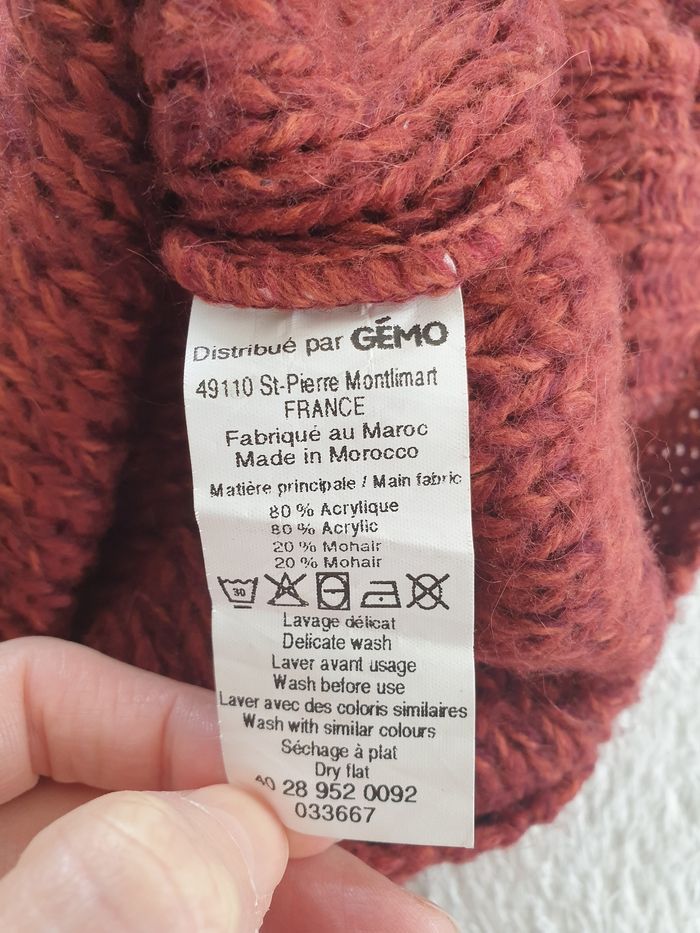 Distribué par GÉMO
49110 St-Pierre Montlimart
FRANCE
Fabriqué au Maroc
Made in Morocco
Matière principale / Main fabric
80 % Acrylique
80 % Acrylic
20 % Mohair
20 % Mohair
30
Lavage délicat
Delicate wash
Laver avant usage
Wash before use
Laver avec des coloris similaires
Wash with similar colours
Séchage à plat
Dry flat
40 28 952 0092
033667